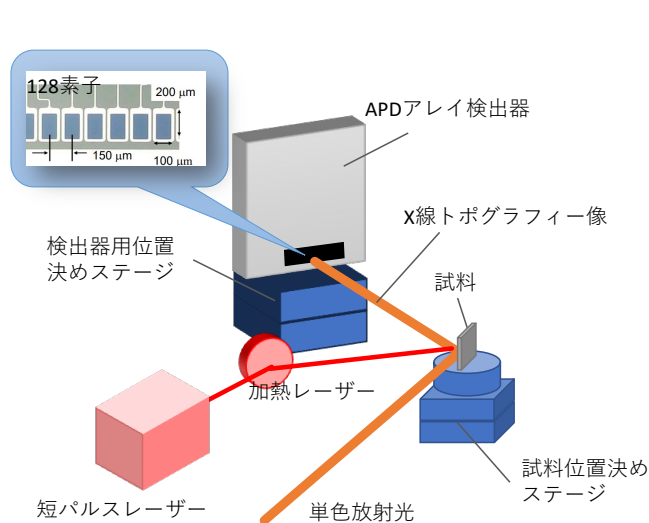 128素子
200 μm
150 μm
100 μm
APDアレイ検出器
X線トポグラフィー像
検出器用位置
決めステージ
試料
加熱レーザー
試料位置決め
ステージ
短パルスレーザー
単色放射光